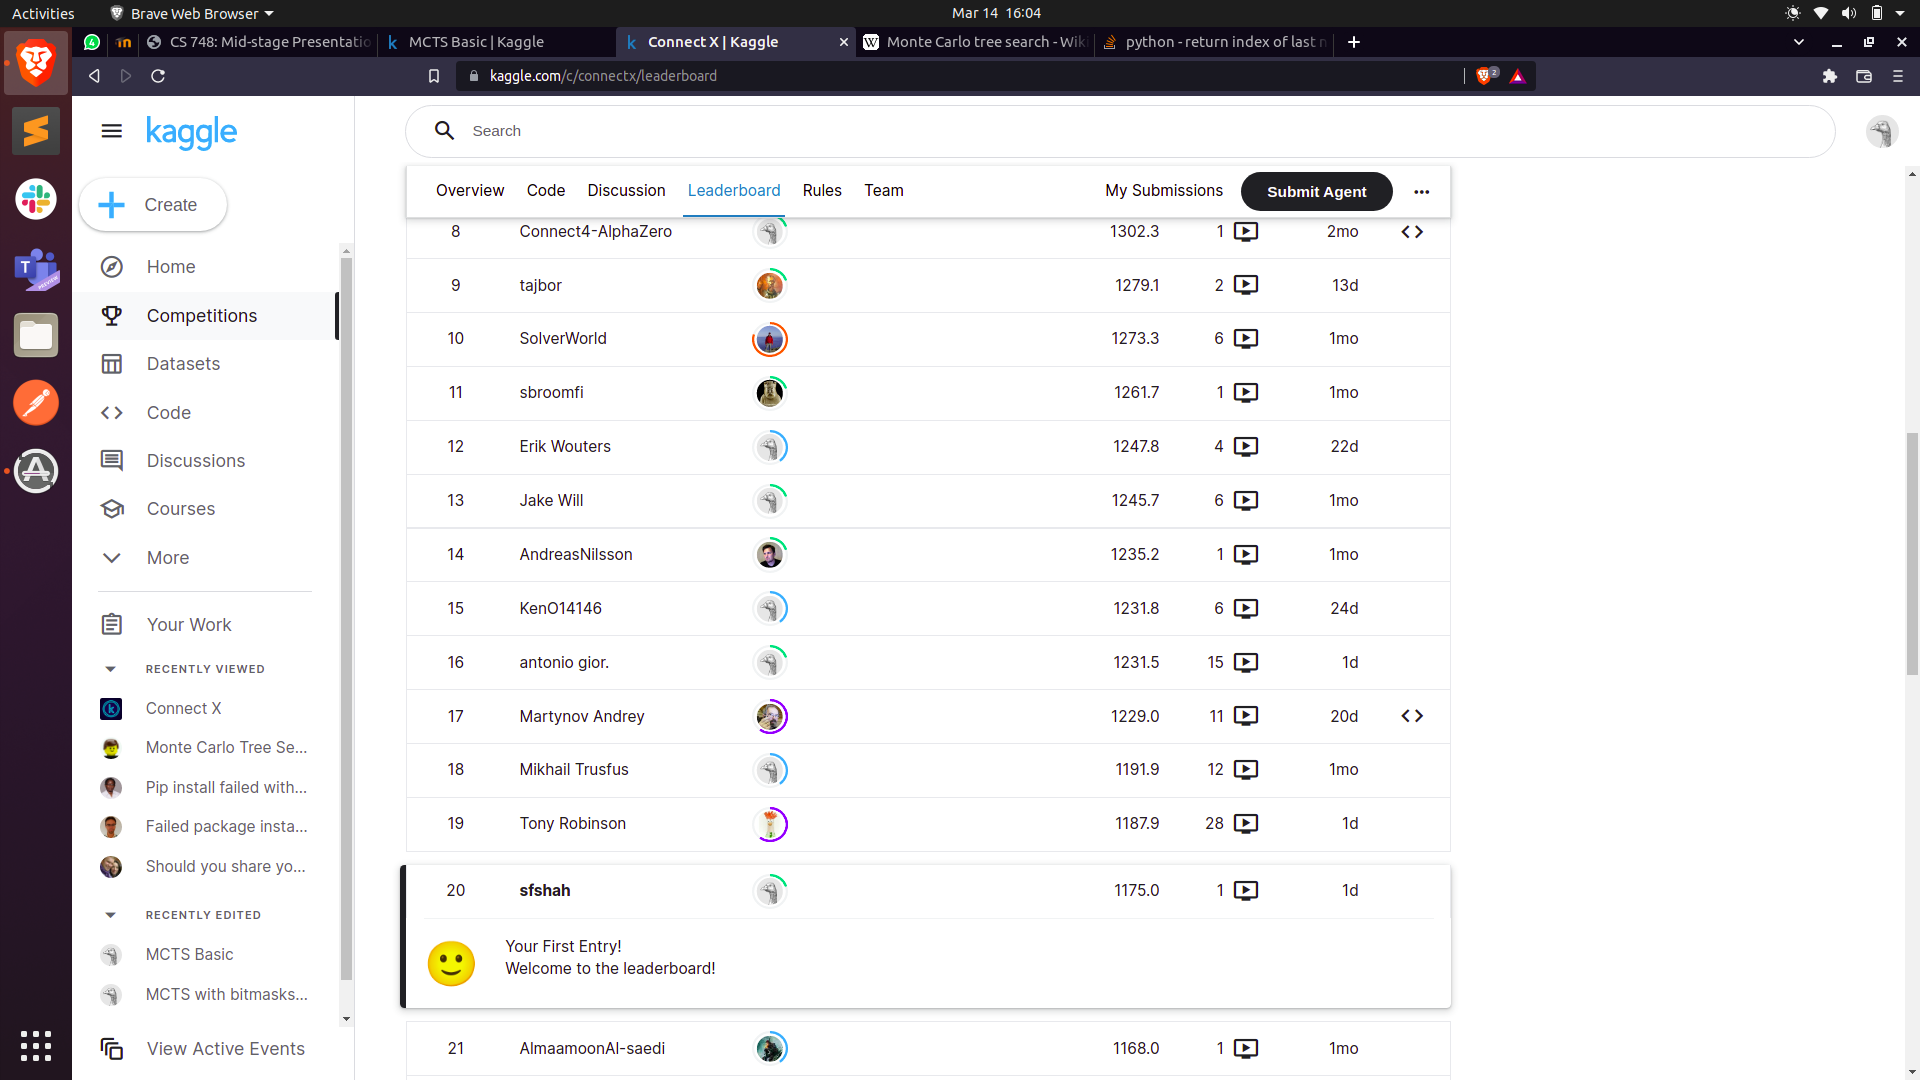 Activities
Brave Web Browser
Mar 14 16:04
4
CS 748: Mid-stage Presentatio
MCTS Basic | Kaggle
Connect X | Kaggle
Monte Carlo tree search - Wiki
python - return index of last n
kaggle.com/c/connectx/leaderboard
2
kaggle
Search
Create
Home
Competitions
Datasets
Code
Discussions
Courses
More
Your Work
RECENTLY VIEWED
Connect X
Monte Carlo Tree Se...
Pip install failed with...
Failed package insta...
Should you share yo...
RECENTLY EDITED
MCTS Basic
MCTS with bitmasks...
View Active Events
Overview Code Discussion Leaderboard Rules Team My Submissions Submit Agent
8 Connect4-AlphaZero 1302.3 1 2mo
9 tajbor 1279.1 2 13d
10 SolverWorld 1273.3 6 1mo
11 sbroomfi 1261.7 1 1mo
12 Erik Wouters 1247.8 4 22d
13 Jake Will 1245.7 6 1mo
14 AndreasNilsson 1235.2 1 1mo
15 KenO14146 1231.8 6 24d
16 antonio gior. 1231.5 15 1d
17 Martynov Andrey 1229.0 11 20d
18 Mikhail Trusfus 1191.9 12 1mo
19 Tony Robinson 1187.9 28 1d
20 sfshah 1175.0 1 1d
Your First Entry!
Welcome to the leaderboard!
21 AlmaamoonAl-saedi 1168.0 1 1mo